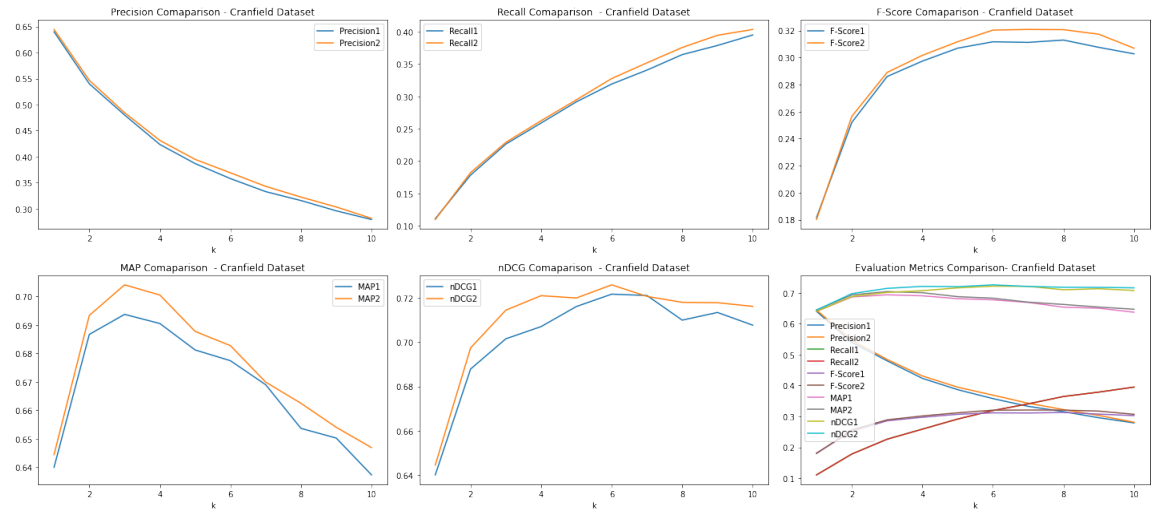 Precision Comaparison - Cranfield Dataset
0.65
0.60
0.55
0.50
0.45
0.40
0.35
0.30
Precision1
Precision2
2
4
6
8
10
k
Recall Comaparison  - Cranfield Dataset
0.40
0.35
0.30
0.25
0.20
0.15
0.10
Recall1
Recall2
2
4
6
8
10
k
F-Score Comaparison - Cranfield Dataset
0.32
0.30
0.28
0.26
0.24
0.22
0.20
0.18
F-Score1
F-Score2
2
4
6
8
10
k
MAP Comaparison  - Cranfield Dataset
0.70
0.69
0.68
0.67
0.66
0.65
0.64
MAP1
MAP2
2
4
6
8
10
k
nDCG Comaparison  - Cranfield Dataset
0.72
0.70
0.68
0.66
0.64
nDCG1
nDCG2
2
4
6
8
10
k
Evaluation Metrics Comparison- Cranfield Dataset
0.7
0.6
0.5
0.4
0.3
0.2
0.1
Precision1
Precision2
Recall1
Recall2
F-Score1
F-Score2
MAP1
MAP2
nDCG1
nDCG2
2
4
6
8
10
k